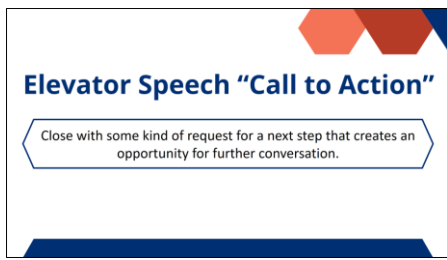 Elevator Speech “Call to Action”
Close with some kind of request for a next step that creates an
opportunity for further conversation.